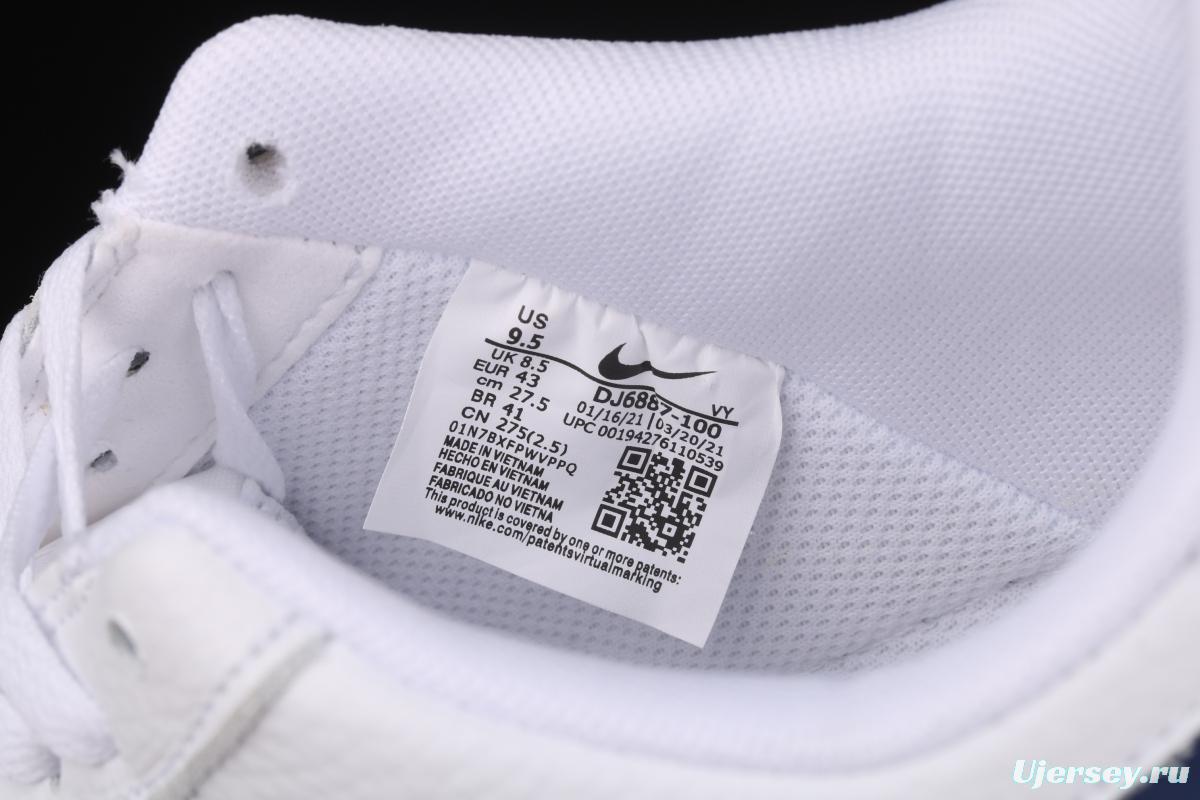 US
9.5
UK 8.5
EUR 43
cm 27.5
BR 41
CN 275(2.5)
01N7BXFPWVPPQ
MADE IN VIETNAM
HECHO EN VIETNAM
FABRIQUE AU VIETNAM
FABRICADO NO VIETNA
This product is covered by one or more patents:
www.nike.com/patentsvirtualmarking
DJ6887-100 VY
01/16/21 | 03/20/21
UPC 00194276110539
Ujersey.ru